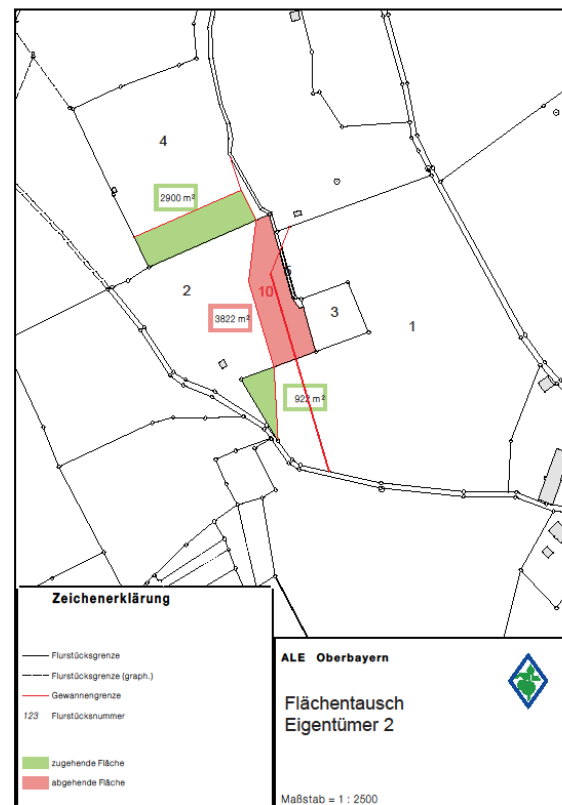 4
2900 m²
2
5
10
3
1
3822 m²
922 m²
Zeichenerklärung
Flurstücksgrenze
Flurstücksgrenze (graph.)
Gewannengrenze
123 Flurstücksnummer
zugehende Fläche
abgehende Fläche
ALE Oberbayern
Flächentausch
Eigentümer 2
Maßstab = 1 : 2500